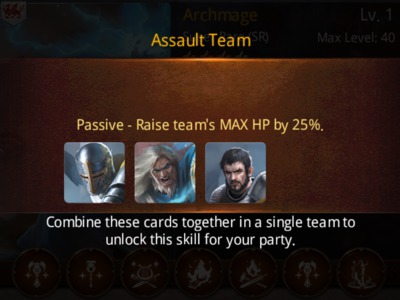 Archmage
Lv. 1
Assault Team
(SR)
Max Level: 40
Passive - Raise team's MAX HP by 25%.
Combine these cards together in a single team to
unlock this skill for your party.